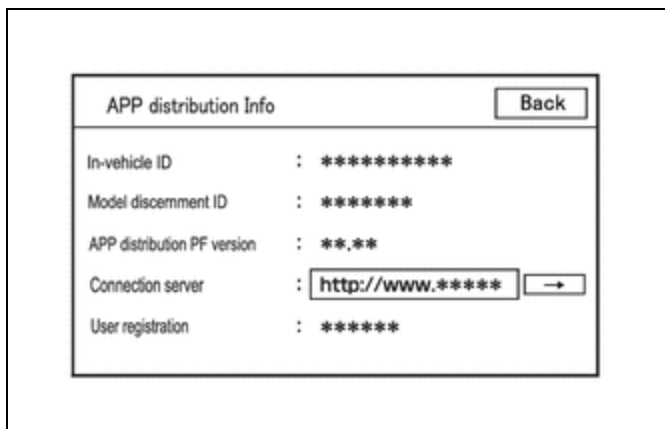 APP distribution Info Back
In-vehicle ID : **********
Model discernment ID : *******
APP distribution PF version : **.**
Connection server : http://www.***** →
User registration : ******